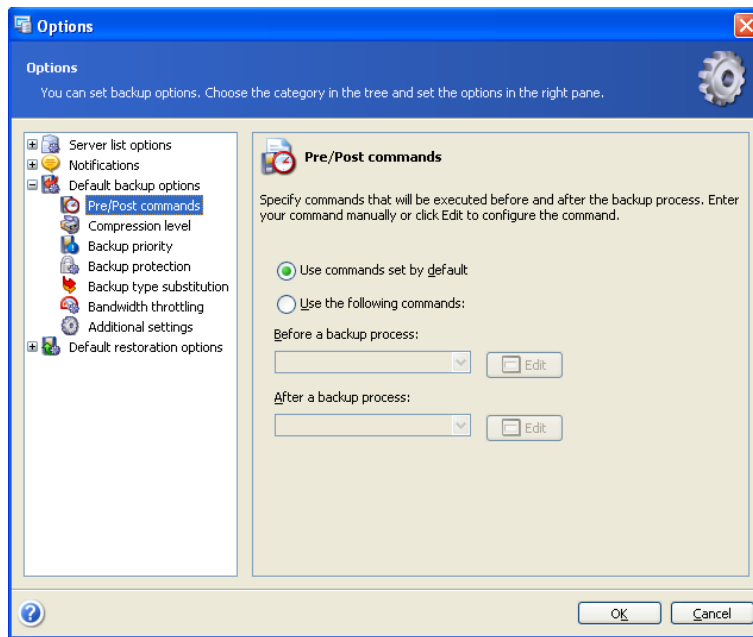 Options
Options
You can set backup options. Choose the category in the tree and set the options in the right pane.
Server list options
Notifications
Default backup options
Pre/Post commands
Compression level
Backup priority
Backup protection
Backup type substitution
Bandwidth throttling
Additional settings
Default restoration options
Pre/Post commands
Specify commands that will be executed before and after the backup process. Enter
your command manually or click Edit to configure the command.
Use commands set by default
Use the following commands:
Before a backup process:
Edit
After a backup process:
Edit
OK
Cancel